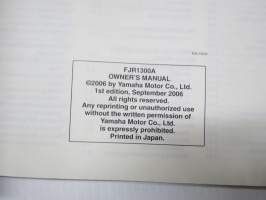 FJR1300A
OWNER'S MANUAL
©2006 by Yamaha Motor Co., Ltd.
1st edition, September 2006
All rights reserved.
Any reprinting or unauthorized use
without the written permission of
Yamaha Motor Co., Ltd.
is expressly prohibited.
Printed in Japan.